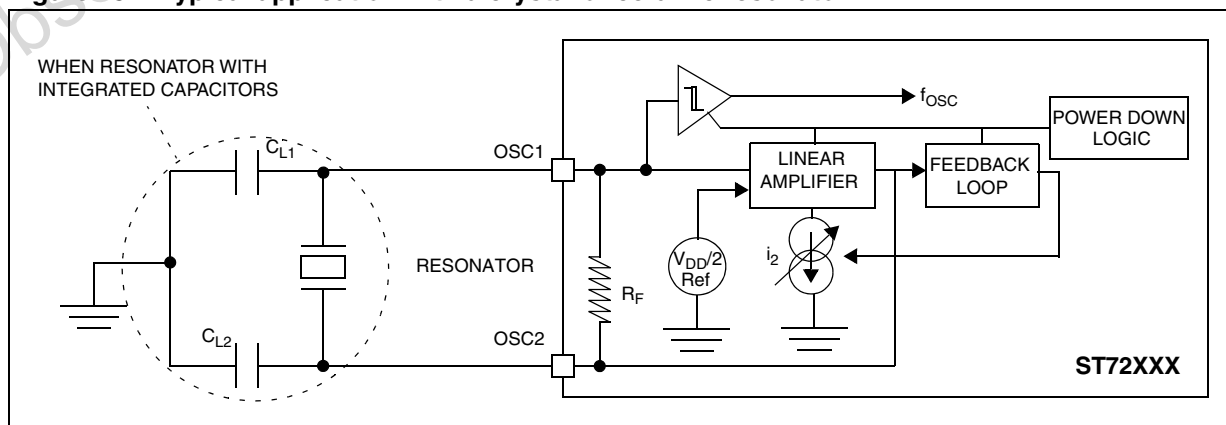 WHEN RESONATOR WITH
INTEGRATED CAPACITORS
CL1
OSC1
fOSC
POWER DOWN
LOGIC
LINEAR
AMPLIFIER
FEEDBACK
LOOP
RESONATOR
RF
VDD/2
Ref
i2
CL2
OSC2
ST72XXX